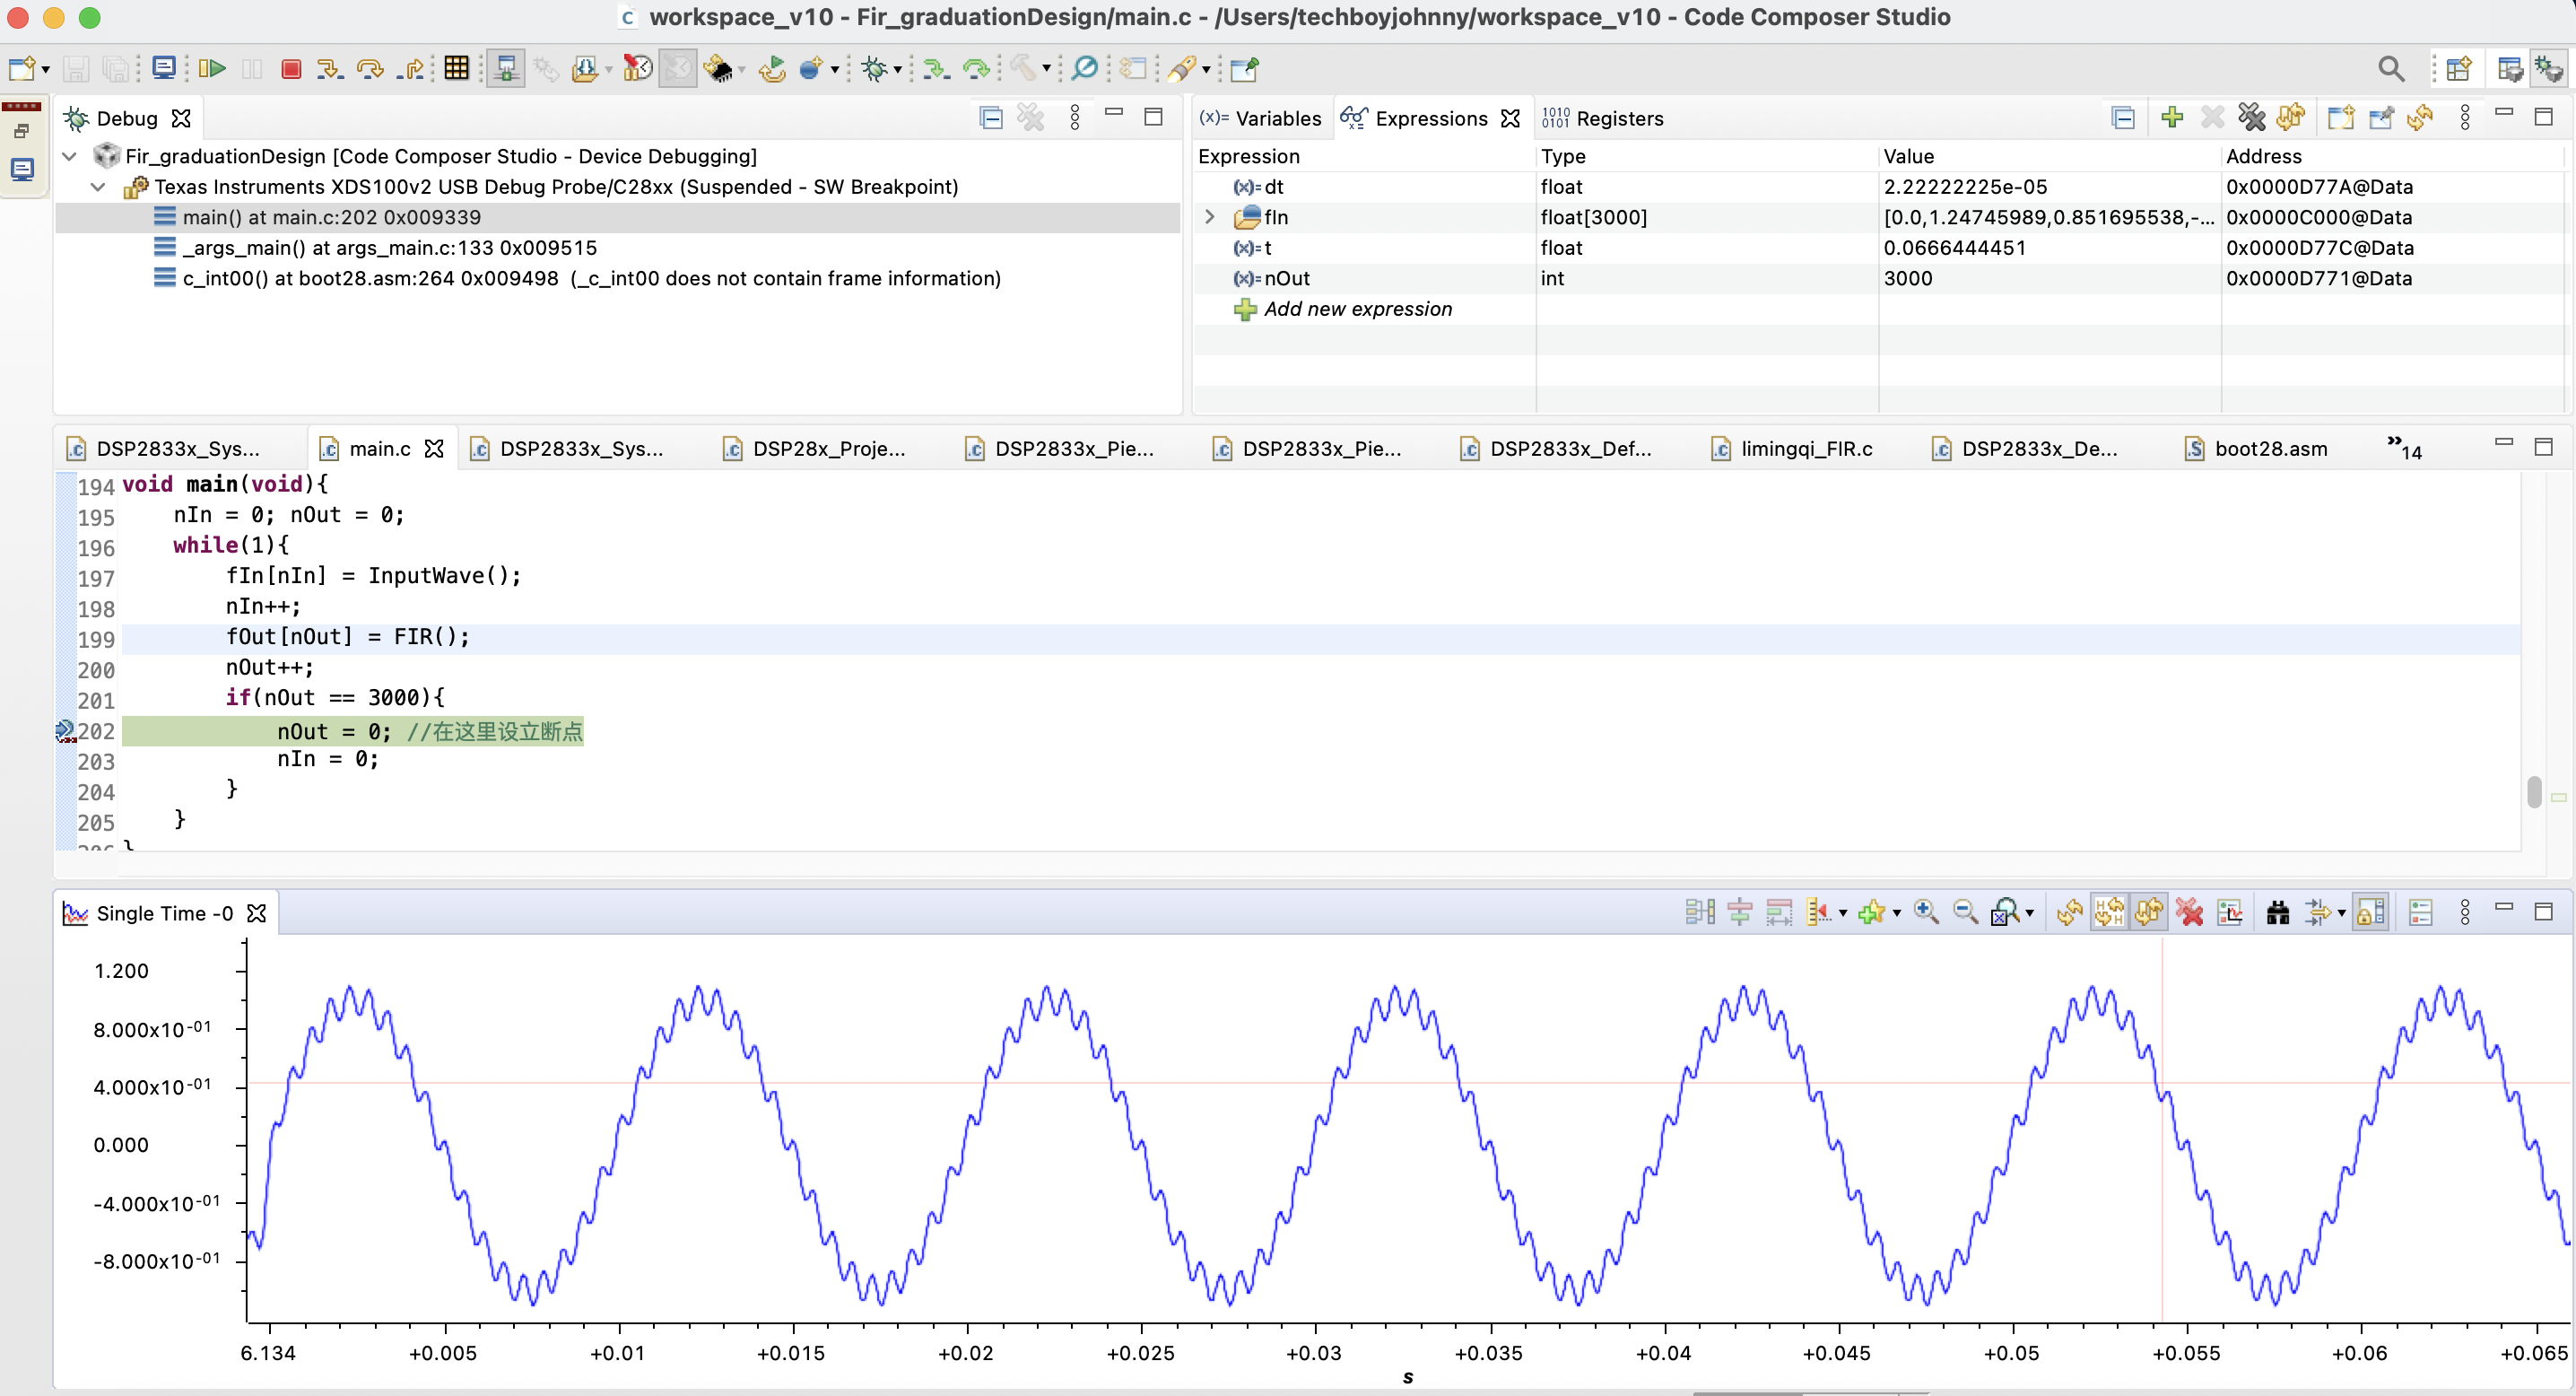 workspace_v10 - Fir_graduationDesign/main.c - /Users/techboyjohnny/workspace_v10 - Code Composer Studio
Debug
Fir_graduationDesign [Code Composer Studio - Device Debugging]
Texas Instruments XDS100v2 USB Debug Probe/C28xx (Suspended - SW Breakpoint)
main() at main.c:202 0x009339
_args_main() at args_main.c:133 0x009515
c_int00() at boot28.asm:264 0x009498 (_c_int00 does not contain frame information)
(x)= Variables Expressions 1010 0101 Registers
Expression Type Value Address
(x)= dt float 2.22222225e-05 0x0000D77A@Data
fIn float[3000] [0.0,1.24745989,0.851695538,-... 0x0000C000@Data
(x)= t float 0.0666444451 0x0000D77C@Data
(x)= nOut int 3000 0x0000D771@Data
Add new expression
DSP2833x_Sys... main.c DSP2833x_Sys... DSP28x_Proje... DSP2833x_Pie... DSP2833x_Pie... DSP2833x_Def... limingqi_FIR.c DSP2833x_De... boot28.asm »14
194 void main(void){
195 nIn = 0; nOut = 0;
196 while(1){
197 fIn[nIn] = InputWave();
198 nIn++;
199 fOut[nOut] = FIR();
200 nOut++;
201 if(nOut == 3000){
202 nOut = 0; //在这里设立断点
203 nIn = 0;
204 }
205 }
206 }
Single Time -0
1.200
8.000x10-01
4.000x10-01
0.000
-4.000x10-01
-8.000x10-01
6.134 +0.005 +0.01 +0.015 +0.02 +0.025 +0.03 +0.035 +0.04 +0.045 +0.05 +0.055 +0.06 +0.065
s